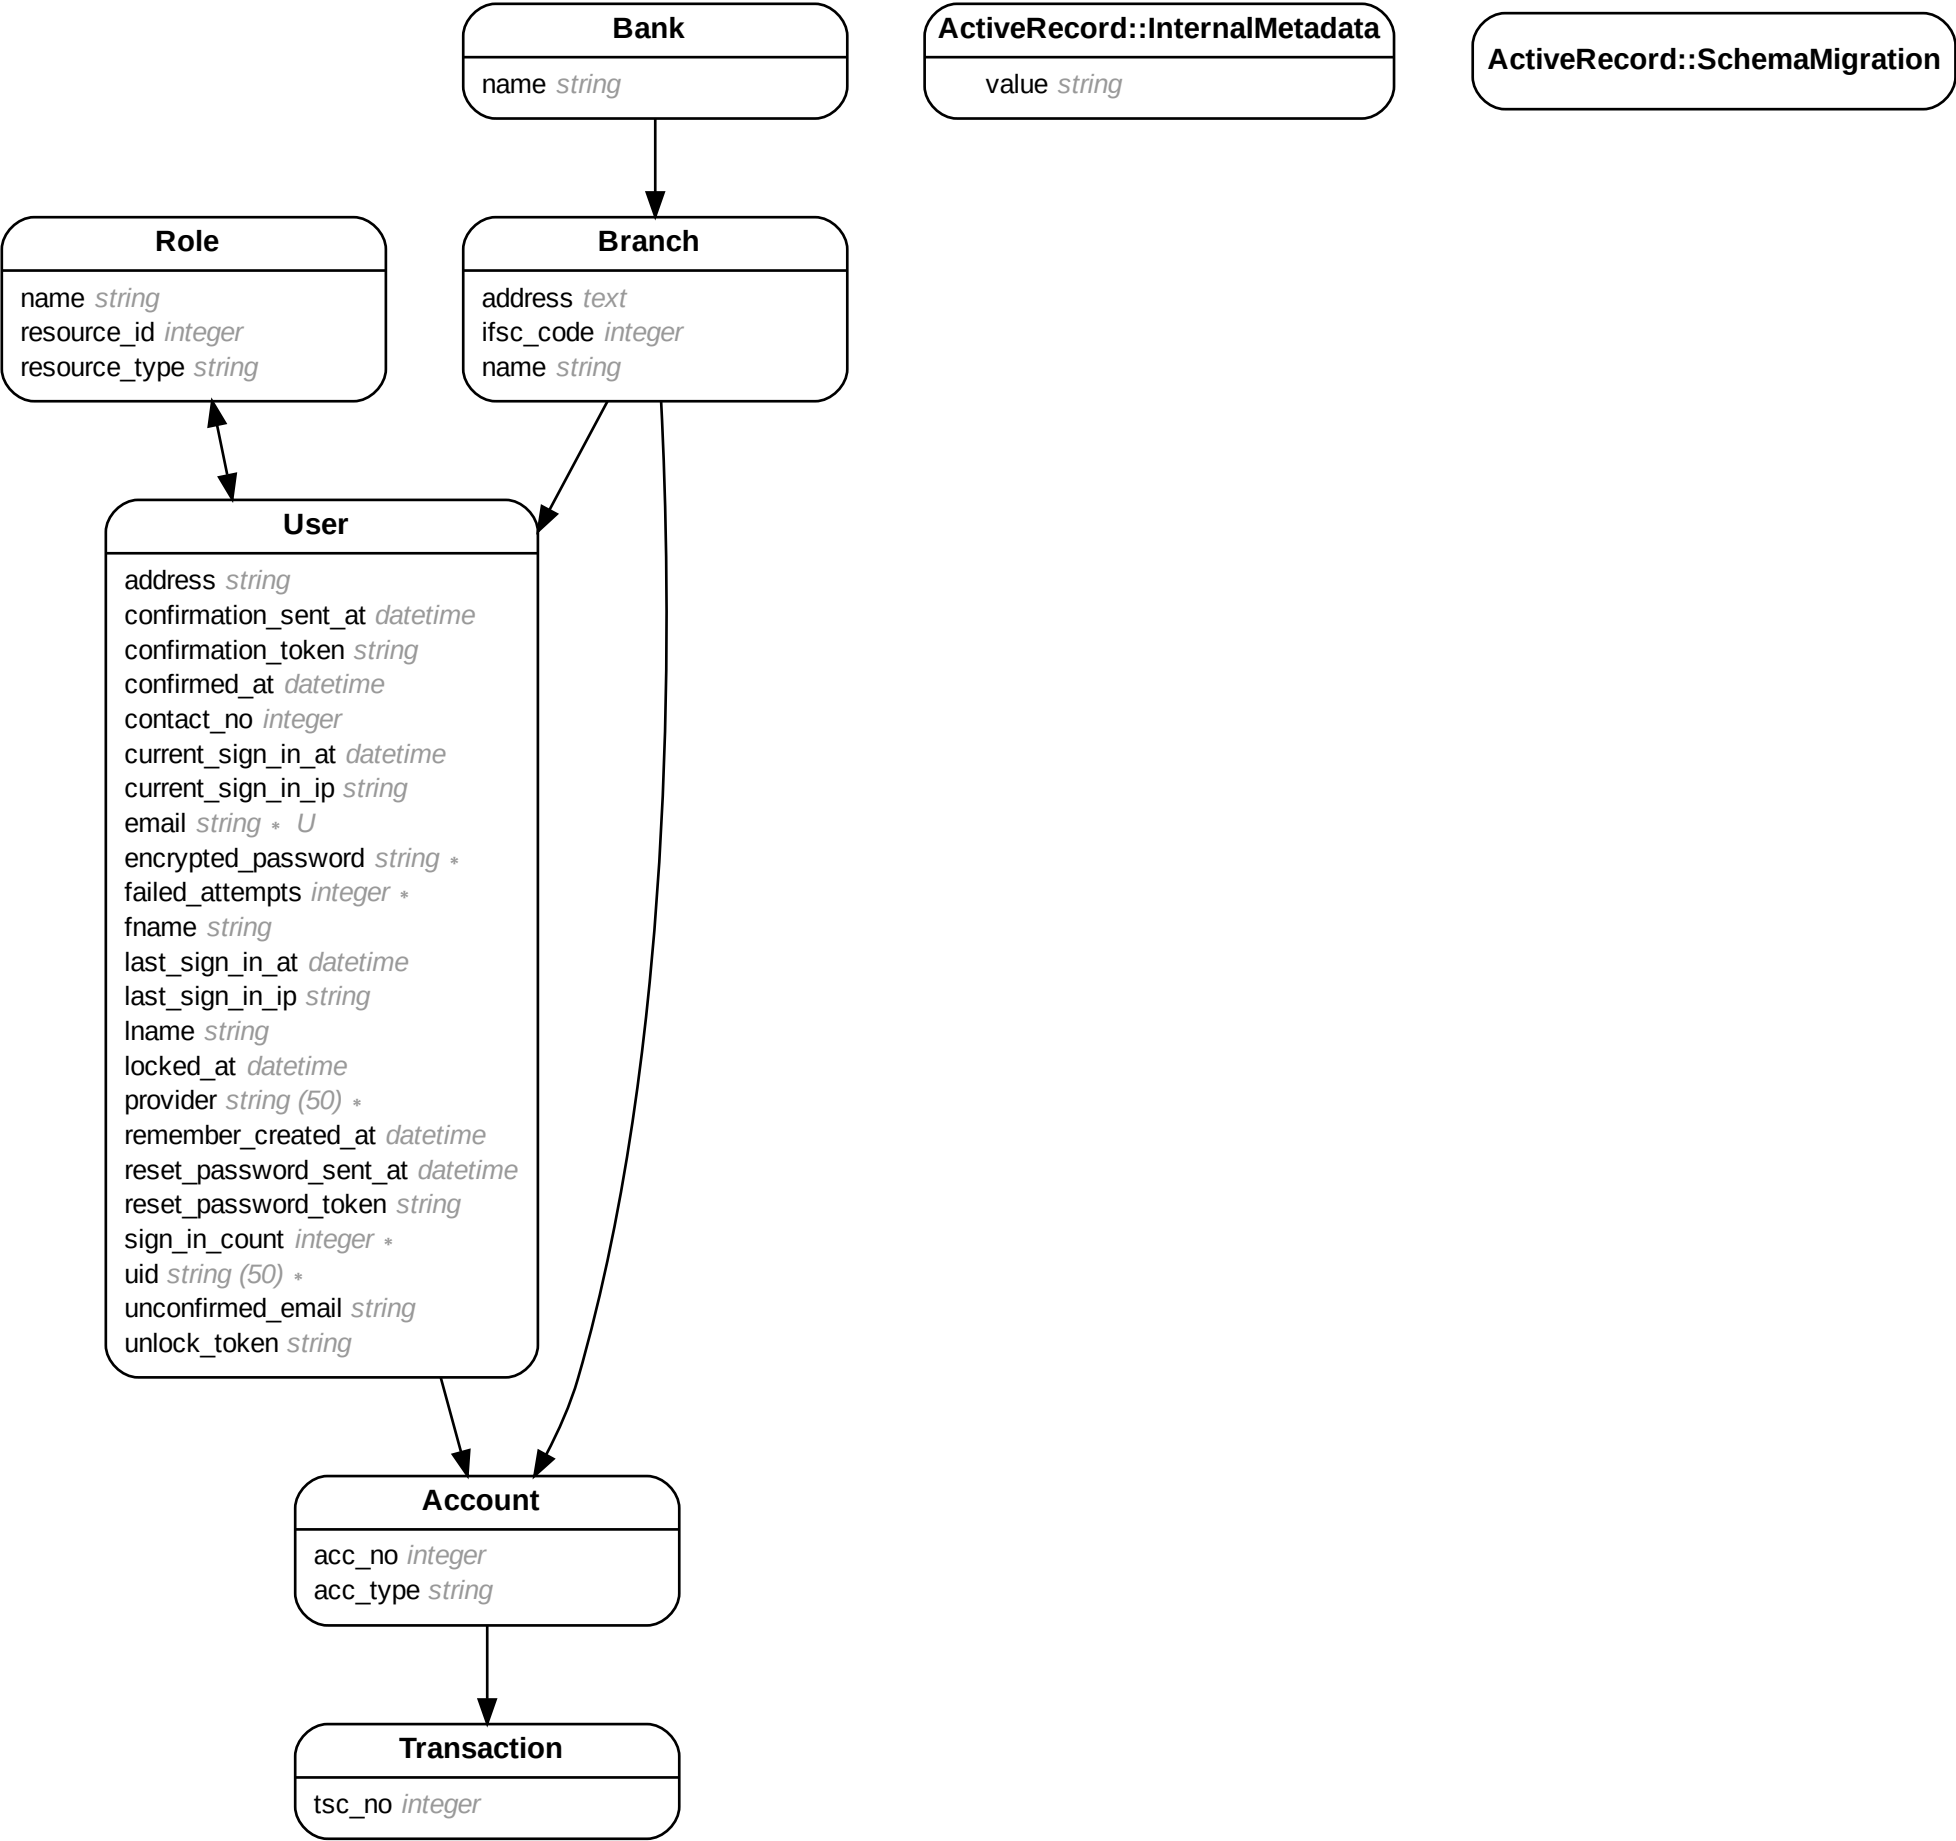 Bank
name string
ActiveRecord::InternalMetadata
value string
ActiveRecord::SchemaMigration
Role
name string
resource_id integer
resource_type string
Branch
address text
ifsc_code integer
name string
User
address string
confirmation_sent_at datetime
confirmation_token string
confirmed_at datetime
contact_no integer
current_sign_in_at datetime
current_sign_in_ip string
email string * U
encrypted_password string *
failed_attempts integer *
fname string
last_sign_in_at datetime
last_sign_in_ip string
lname string
locked_at datetime
provider string (50) *
remember_created_at datetime
reset_password_sent_at datetime
reset_password_token string
sign_in_count integer *
uid string (50) *
unconfirmed_email string
unlock_token string
Account
acc_no integer
acc_type string
Transaction
tsc_no integer